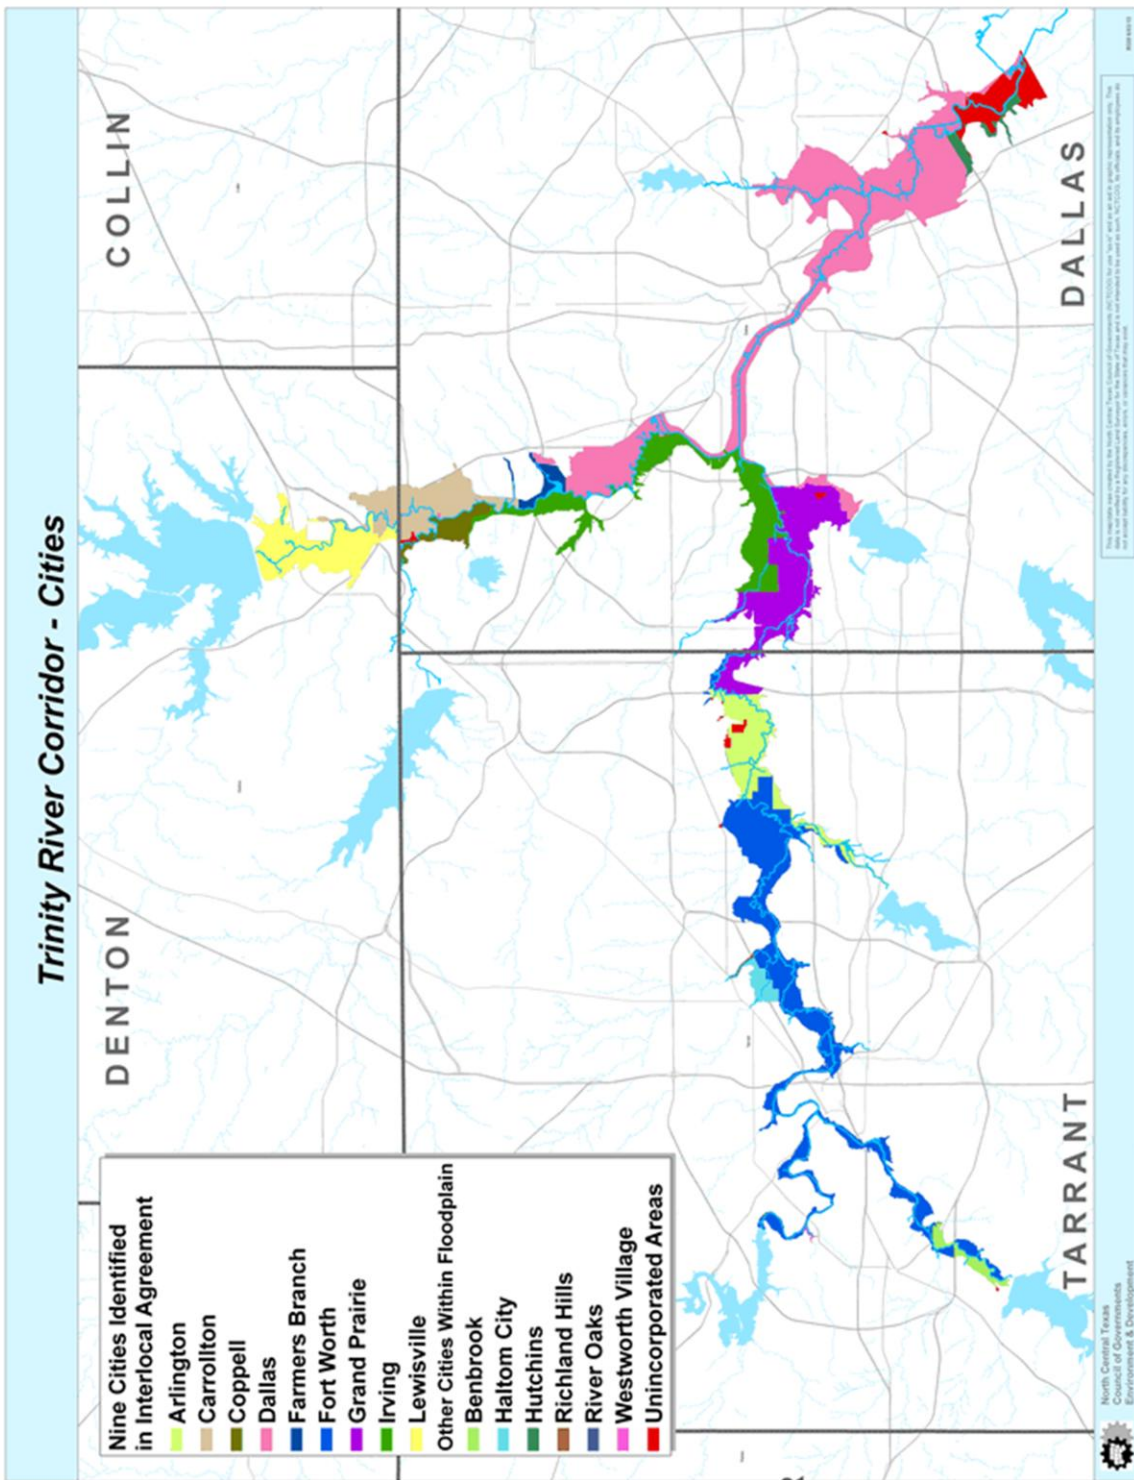 Trinity River Corridor - Cities
COLLIN
DENTON
DALLAS
TARRANT
Nine Cities Identified
in Interlocal Agreement
Arlington
Carrollton
Coppell
Dallas
Farmers Branch
Fort Worth
Grand Prairie
Irving
Lewisville
Other Cities Within Floodplain
Benbrook
Haltom City
Hutchins
Richland Hills
River Oaks
Westworth Village
Unincorporated Areas
North Central Texas
Council of Governments
Environment & Development